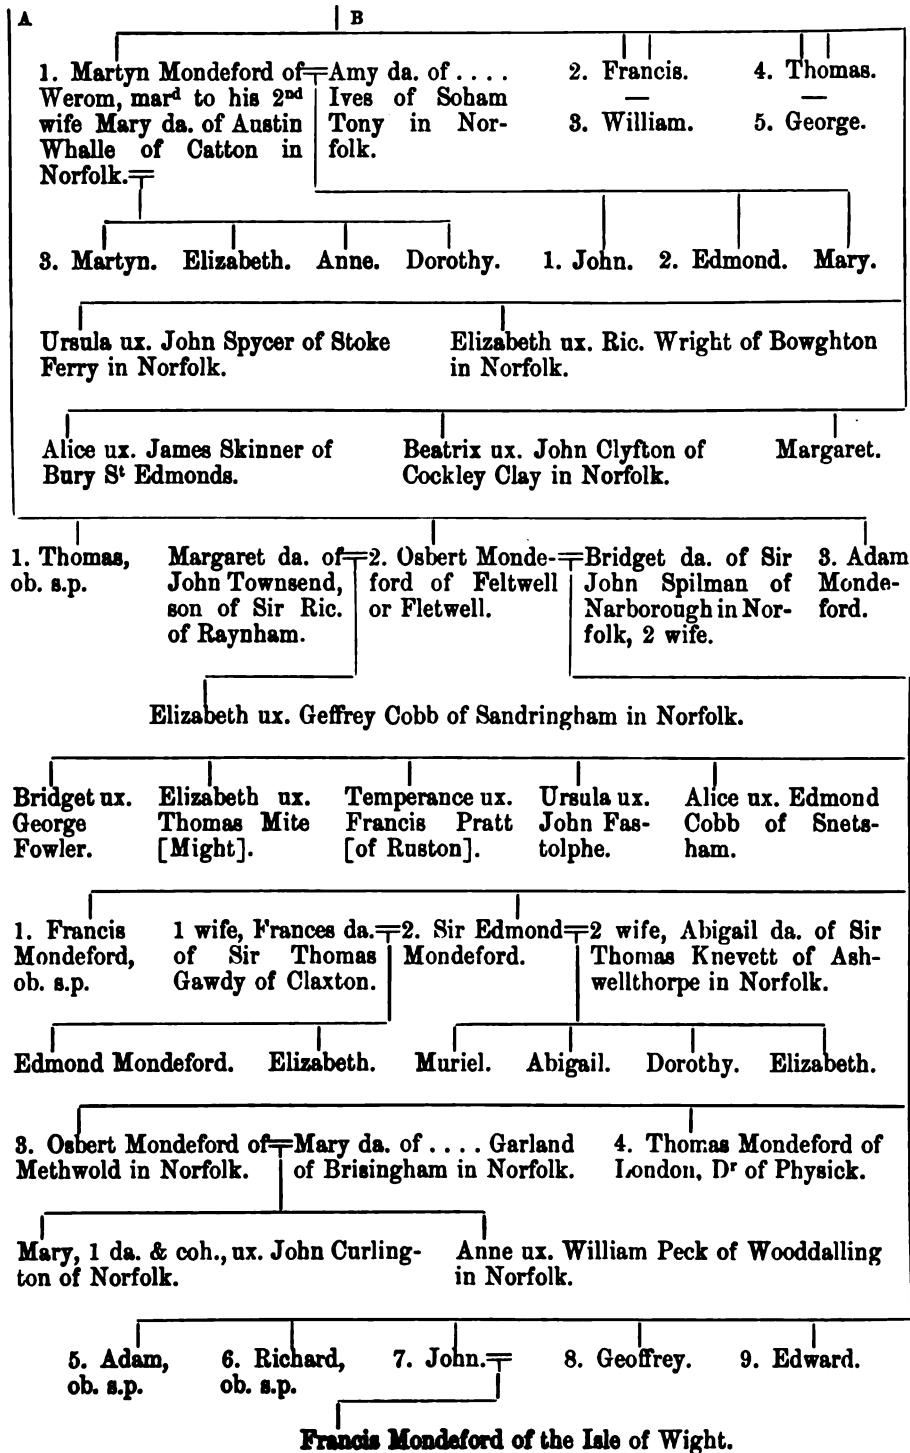 A
B
1. Martyn Mondeford of
Werom, mar^d to his 2^nd
wife Mary da. of Austin
Whalle of Catton in
Norfolk.
Amy da. of ....
Ives of Soham
Tony in Nor-
folk.
2. Francis.
3. William.
4. Thomas.
5. George.
3. Martyn. Elizabeth. Anne. Dorothy. 1. John. 2. Edmond. Mary.
Ursula ux. John Spycer of Stoke
Ferry in Norfolk.
Elizabeth ux. Ric. Wright of Bowghton
in Norfolk.
Alice ux. James Skinner of
Bury S^t Edmonds.
Beatrix ux. John Clyfton of
Cockley Clay in Norfolk.
Margaret.
1. Thomas,
ob. s.p.
Margaret da. of
John Townsend,
son of Sir Ric.
of Raynham.
2. Osbert Monde-
ford of Feltwell
or Fletwell.
Bridget da. of Sir
John Spilman of
Narborough in Nor-
folk, 2 wife.
3. Adam
Monde-
ford.
Elizabeth ux. Geffrey Cobb of Sandringham in Norfolk.
Bridget ux.
George
Fowler.
Elizabeth ux.
Thomas Mite
[Might].
Temperance ux.
Francis Pratt
[of Ruston].
Ursula ux.
John Fas-
tolphe.
Alice ux. Edmond
Cobb of Snets-
ham.
1. Francis
Mondeford,
ob. s.p.
1 wife, Frances da.
of Sir Thomas
Gawdy of Claxton.
2. Sir Edmond
Mondeford.
2 wife, Abigail da. of Sir
Thomas Knevett of Ash-
wellthorpe in Norfolk.
Edmond Mondeford. Elizabeth. Muriel. Abigail. Dorothy. Elizabeth.
3. Osbert Mondeford of
Methwold in Norfolk.
Mary da. of .... Garland
of Brisingham in Norfolk.
4. Thomas Mondeford of
London, D^r of Physick.
Mary, 1 da. & coh., ux. John Curling-
ton of Norfolk.
Anne ux. William Peck of Wooddalling
in Norfolk.
5. Adam,
ob. s.p.
6. Richard,
ob. s.p.
7. John.
8. Geoffrey.
9. Edward.
Francis Mondeford of the Isle of Wight.